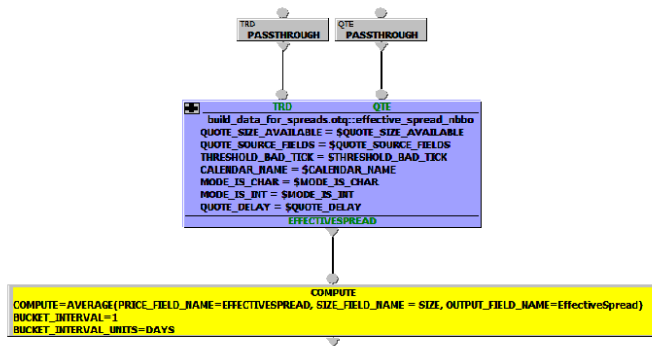 TRD
PASSTHROUGH
QTE
PASSTHROUGH
TRD QTE
build_data_for_spreads.otq::effective_spread_nbbo
QUOTE_SIZE_AVAILABLE = $QUOTE_SIZE_AVAILABLE
QUOTE_SOURCE_FIELDS = $QUOTE_SOURCE_FIELDS
THRESHOLD_BAD_TICK = $THRESHOLD_BAD_TICK
CALENDAR_NAME = $CALENDAR_NAME
MODE_IS_CHAR = $MODE_IS_CHAR
MODE_IS_INT = $MODE_IS_INT
QUOTE_DELAY = $QUOTE_DELAY
EFFECTIVESPREAD
COMPUTE
COMPUTE=AVERAGE(PRICE_FIELD_NAME=EFFECTIVESPREAD, SIZE_FIELD_NAME = SIZE, OUTPUT_FIELD_NAME=EffectiveSpread)
BUCKET_INTERVAL=1
BUCKET_INTERVAL_UNITS=DAYS